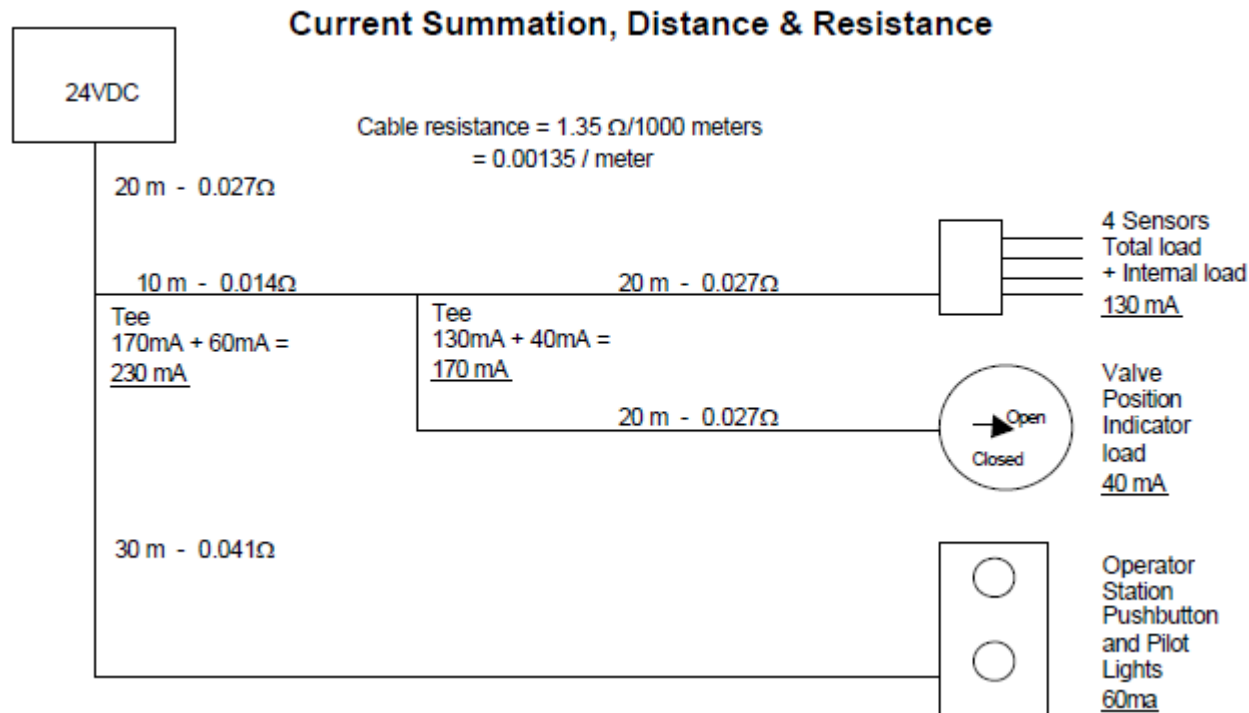 Current Summation, Distance & Resistance
24VDC
Cable resistance = 1.35 Ω/1000 meters
= 0.00135 / meter
20 m - 0.027Ω
10 m - 0.014Ω
20 m - 0.027Ω
4 Sensors
Total load
+ Internal load
130 mA
Tee
170mA + 60mA =
230 mA
Tee
130mA + 40mA =
170 mA
20 m - 0.027Ω
Open
Closed
Valve
Position
Indicator
load
40 mA
30 m - 0.041Ω
Operator
Station
Pushbutton
and Pilot
Lights
60ma